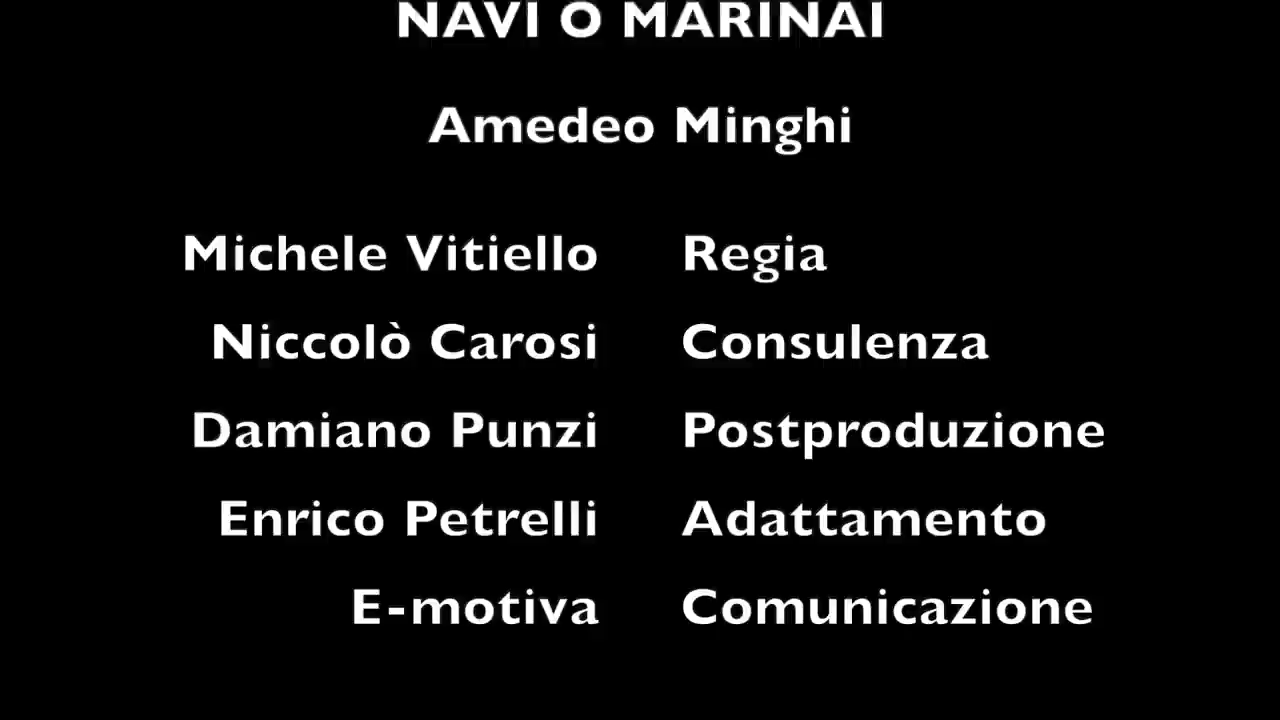 NAVI O MARINAI
Amedeo Minghi
Michele Vitiello Regia
Niccolò Carosi Consulenza
Damiano Punzi Postproduzione
Enrico Petrelli Adattamento
E-motiva Comunicazione